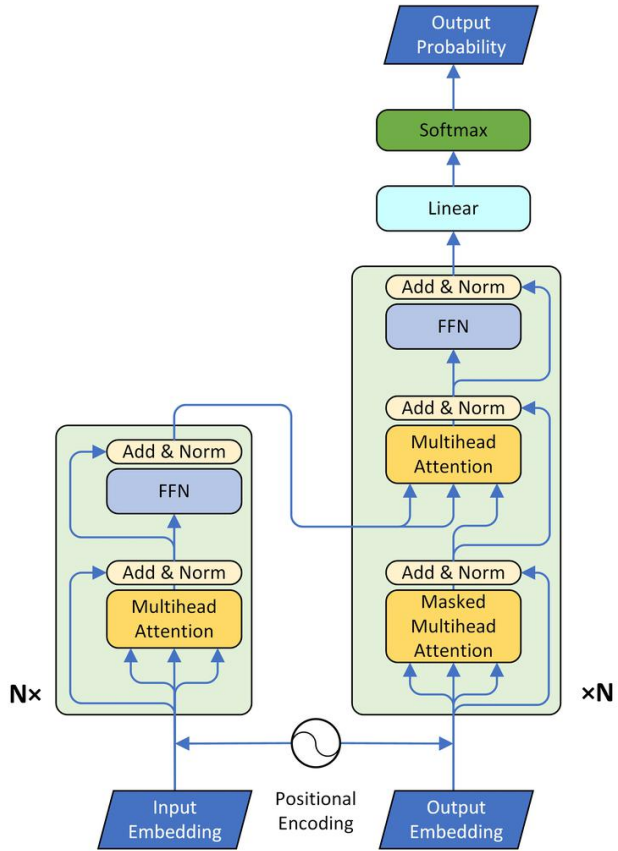 Output
Probability
Softmax
Linear
Add & Norm
FFN
Add & Norm
Multihead
Attention
Add & Norm
Masked
Multihead
Attention
×N
Add & Norm
FFN
Add & Norm
Multihead
Attention
N×
Input
Embedding
Positional
Encoding
Output
Embedding